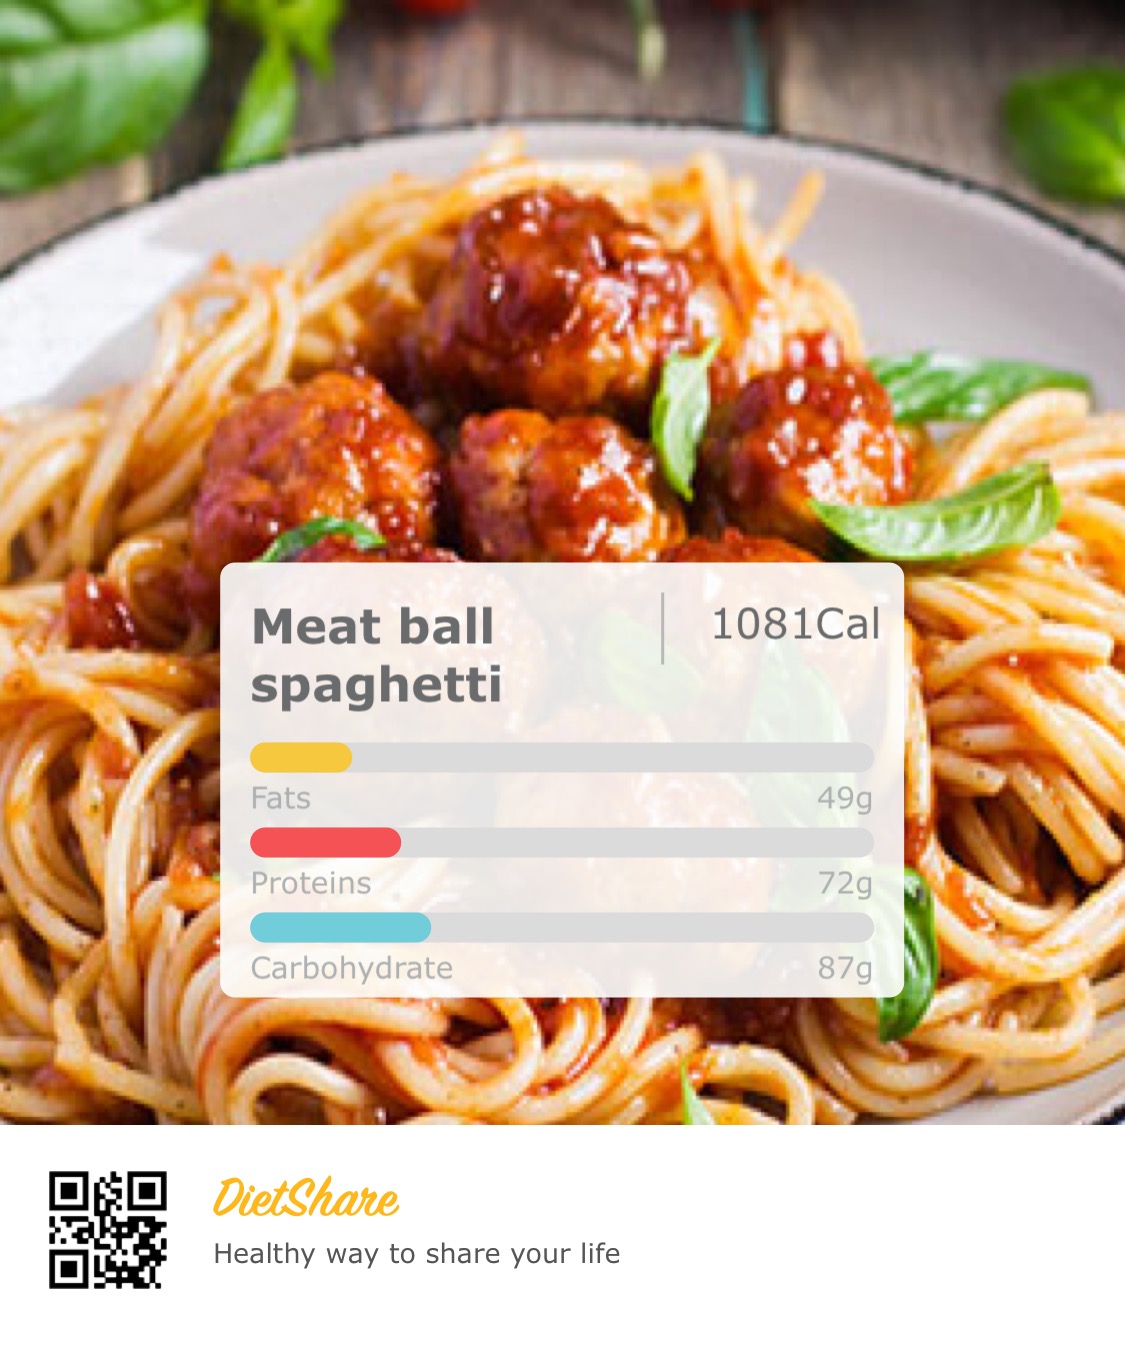 Meat ball
spaghetti
1081Cal
Fats
49g
Proteins
72g
Carbohydrate
87g
DietShare
Healthy way to share your life